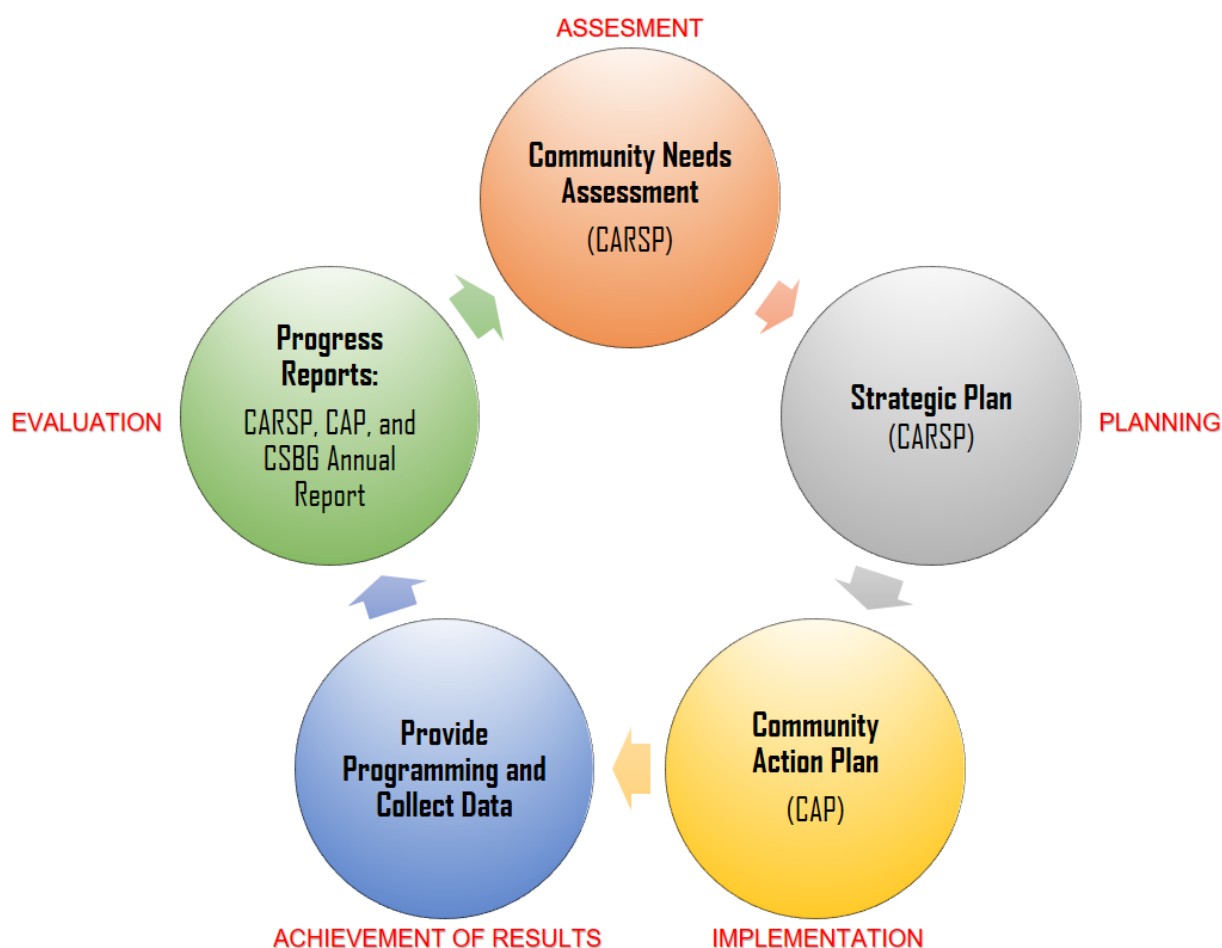 ASSESMENT
Community Needs
Assessment
(CARSP)
Strategic Plan
(CARSP)
PLANNING
Community
Action Plan
(CAP)
IMPLEMENTATION
Provide
Programming and
Collect Data
ACHIEVEMENT OF RESULTS
Progress
Reports:
CARSP, CAP, and
CSBG Annual
Report
EVALUATION